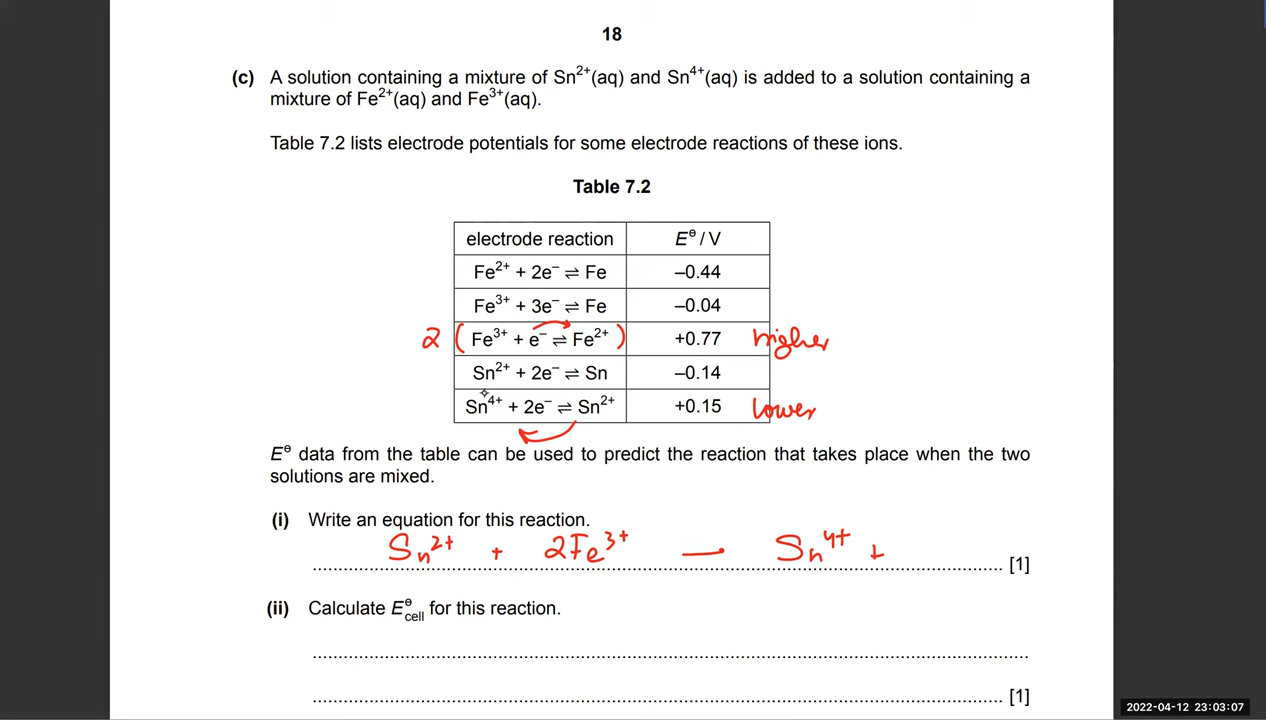 18
(c) A solution containing a mixture of Sn²⁺(aq) and Sn⁴⁺(aq) is added to a solution containing a
mixture of Fe²⁺(aq) and Fe³⁺(aq).
Table 7.2 lists electrode potentials for some electrode reactions of these ions.
Table 7.2
electrode reaction E⦵ / V
Fe²⁺ + 2e⁻ ⇌ Fe –0.44
Fe³⁺ + 3e⁻ ⇌ Fe –0.04
2 ( Fe³⁺ + e⁻ ⇌ Fe²⁺ ) +0.77 higher
Sn²⁺ + 2e⁻ ⇌ Sn –0.14
Sn⁴⁺ + 2e⁻ ⇌ Sn²⁺ +0.15 lower
E⦵ data from the table can be used to predict the reaction that takes place when the two
solutions are mixed.
(i) Write an equation for this reaction.
Sn²⁺ + 2Fe³⁺ — Sn⁴⁺ +
[1]
(ii) Calculate E⦵cell for this reaction.
[1]
2022-04-12 23:03:07